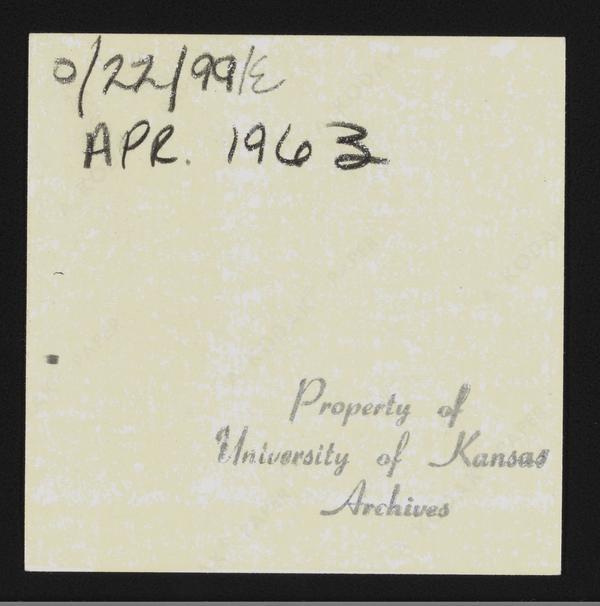 0/22/99/E
APR. 1963
Property of
University of Kansas
Archives